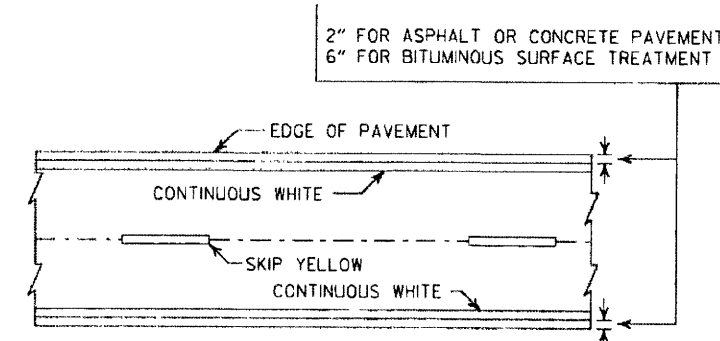 2" FOR ASPHALT OR CONCRETE PAVEMENT
6" FOR BITUMINOUS SURFACE TREATMENT
EDGE OF PAVEMENT
CONTINUOUS WHITE
SKIP YELLOW
CONTINUOUS WHITE